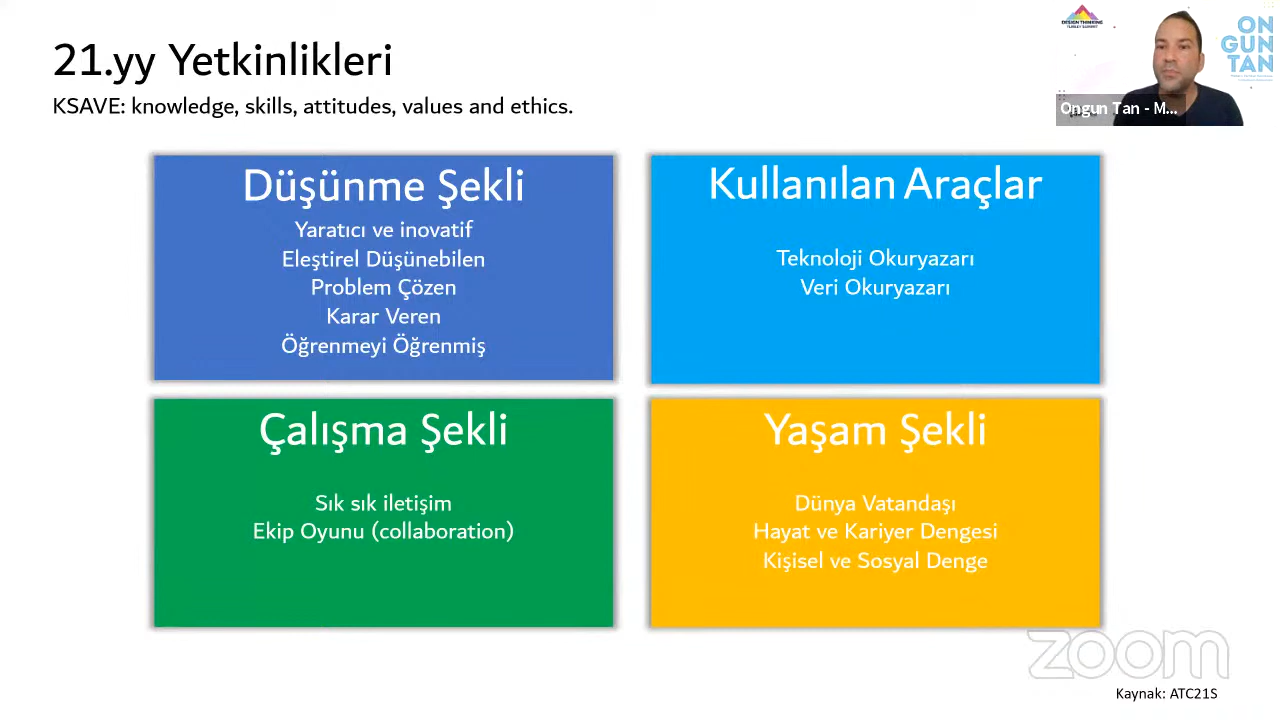 21.yy Yetkinlikleri
KSAVE: knowledge, skills, attitudes, values and ethics.
DESIGN THINKING
ON
GUN
TAN
Ongun Tan - M...
Düşünme Şekli
Yaratıcı ve inovatif
Eleştirel Düşünebilen
Problem Çözen
Karar Veren
Öğrenmeyi Öğrenmiş
Kullanılan Araçlar
Teknoloji Okuryazarı
Veri Okuryazarı
Çalışma Şekli
Sık sık iletişim
Ekip Oyunu (collaboration)
Yaşam Şekli
Dünya Vatandaşı
Hayat ve Kariyer Dengesi
Kişisel ve Sosyal Denge
zoom
Kaynak: ATC21S